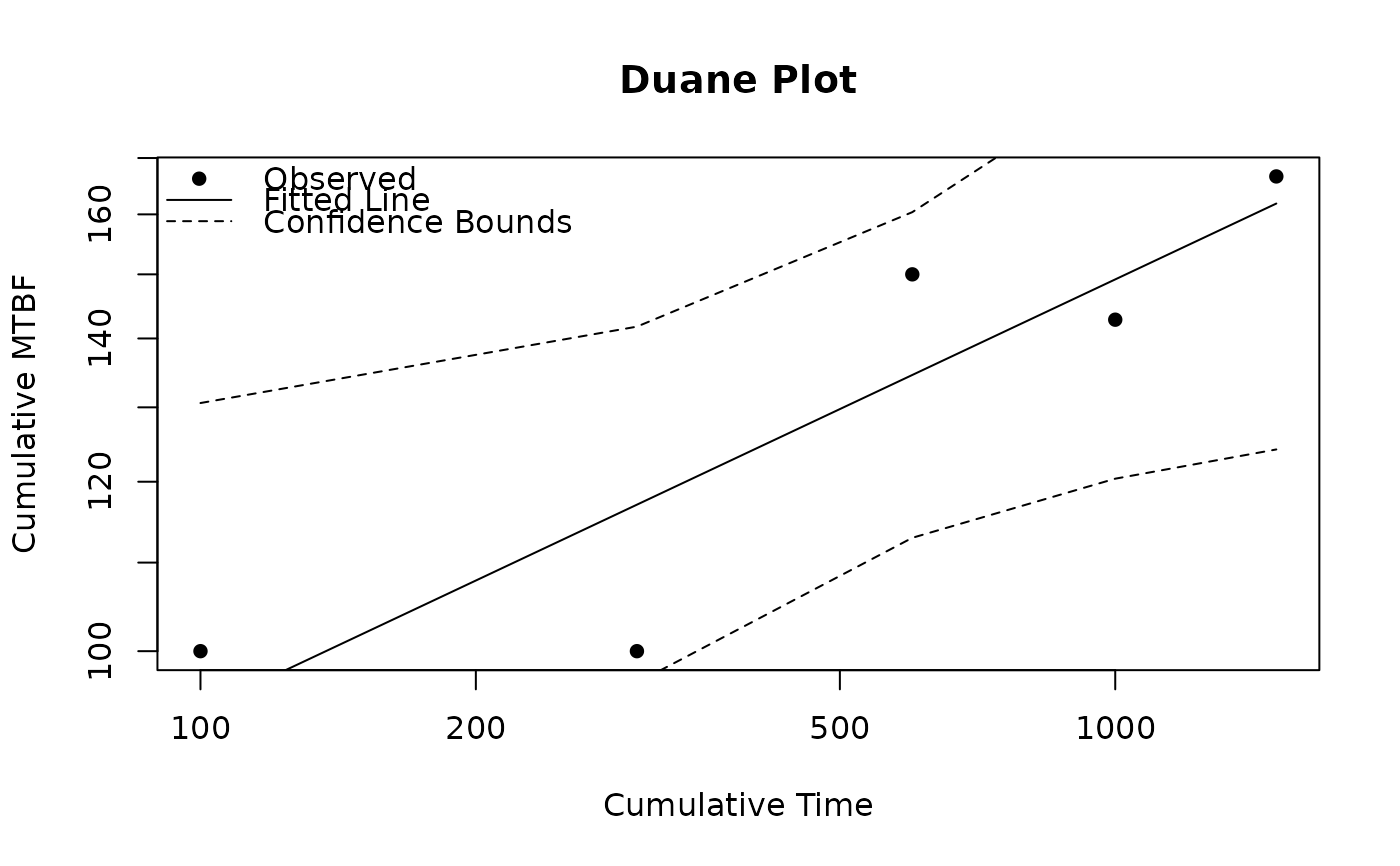 Duane Plot
Observed
Fitted Line
Confidence Bounds
Cumulative MTBF
160
140
120
100
100 200 500 1000
Cumulative Time